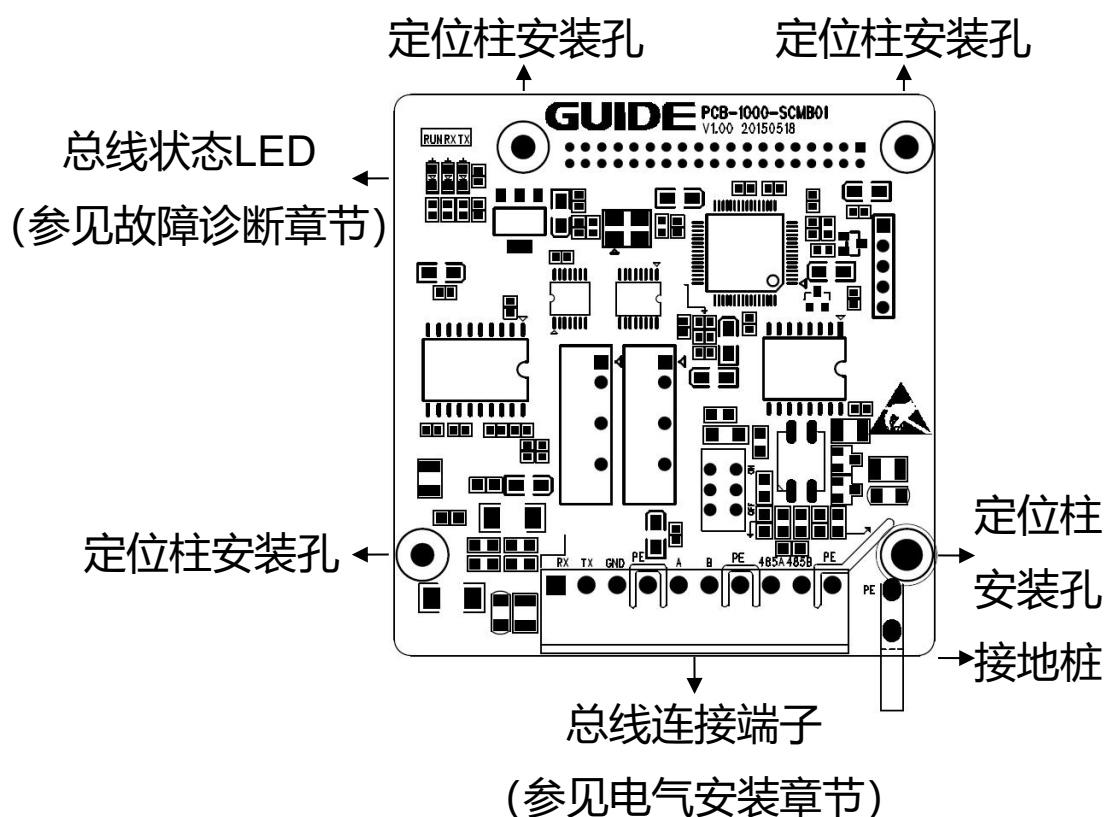 定位柱安装孔
定位柱安装孔
GUIDE PCB-1000-SCMB01
V1.00 20150518
RUN RX TX
总线状态LED
(参见故障诊断章节)
ON
OFF
定位柱安装孔
定位柱
安装孔
RX TX GND PE A B PE 485A 485B PE
PE
接地桩
总线连接端子
(参见电气安装章节)